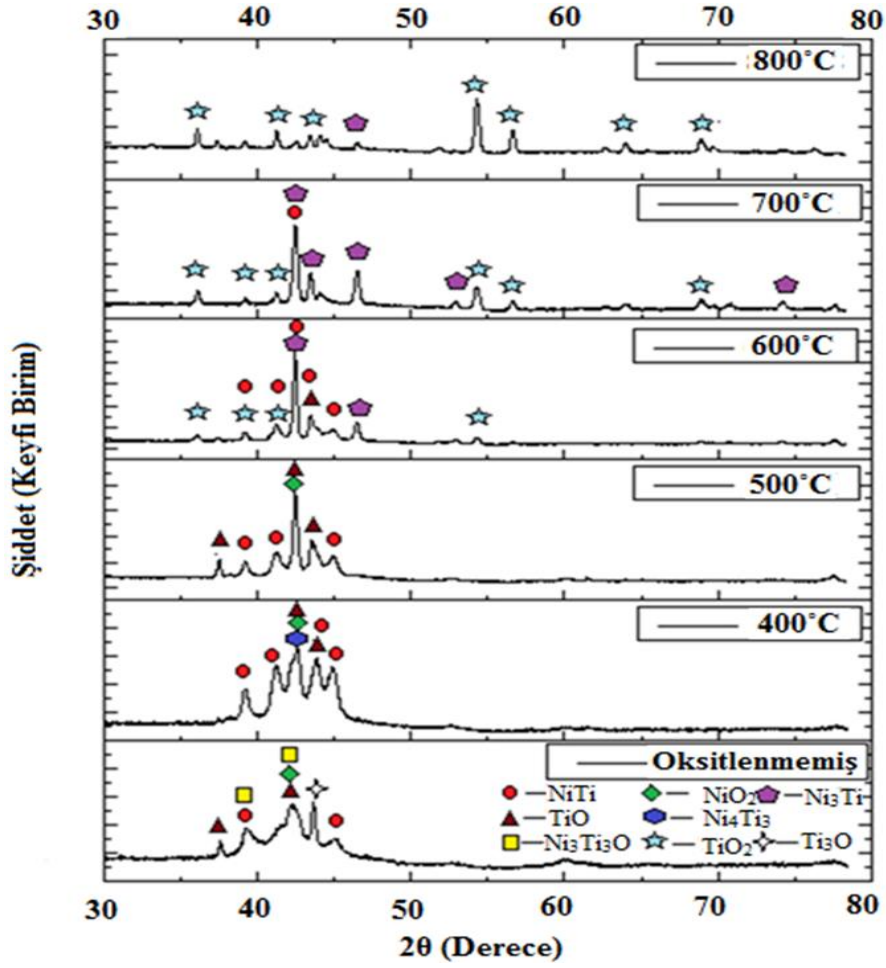 30 40 50 60 70 80
800°C
700°C
600°C
500°C
400°C
Oksitlenmemiş
NiTi NiO₂ Ni₃Ti
TiO Ni₄Ti₃
Ni₃Ti₃O TiO₂ Ti₃O
Şiddet (Keyfi Birim)
30 40 50 60 70 80
2θ (Derece)